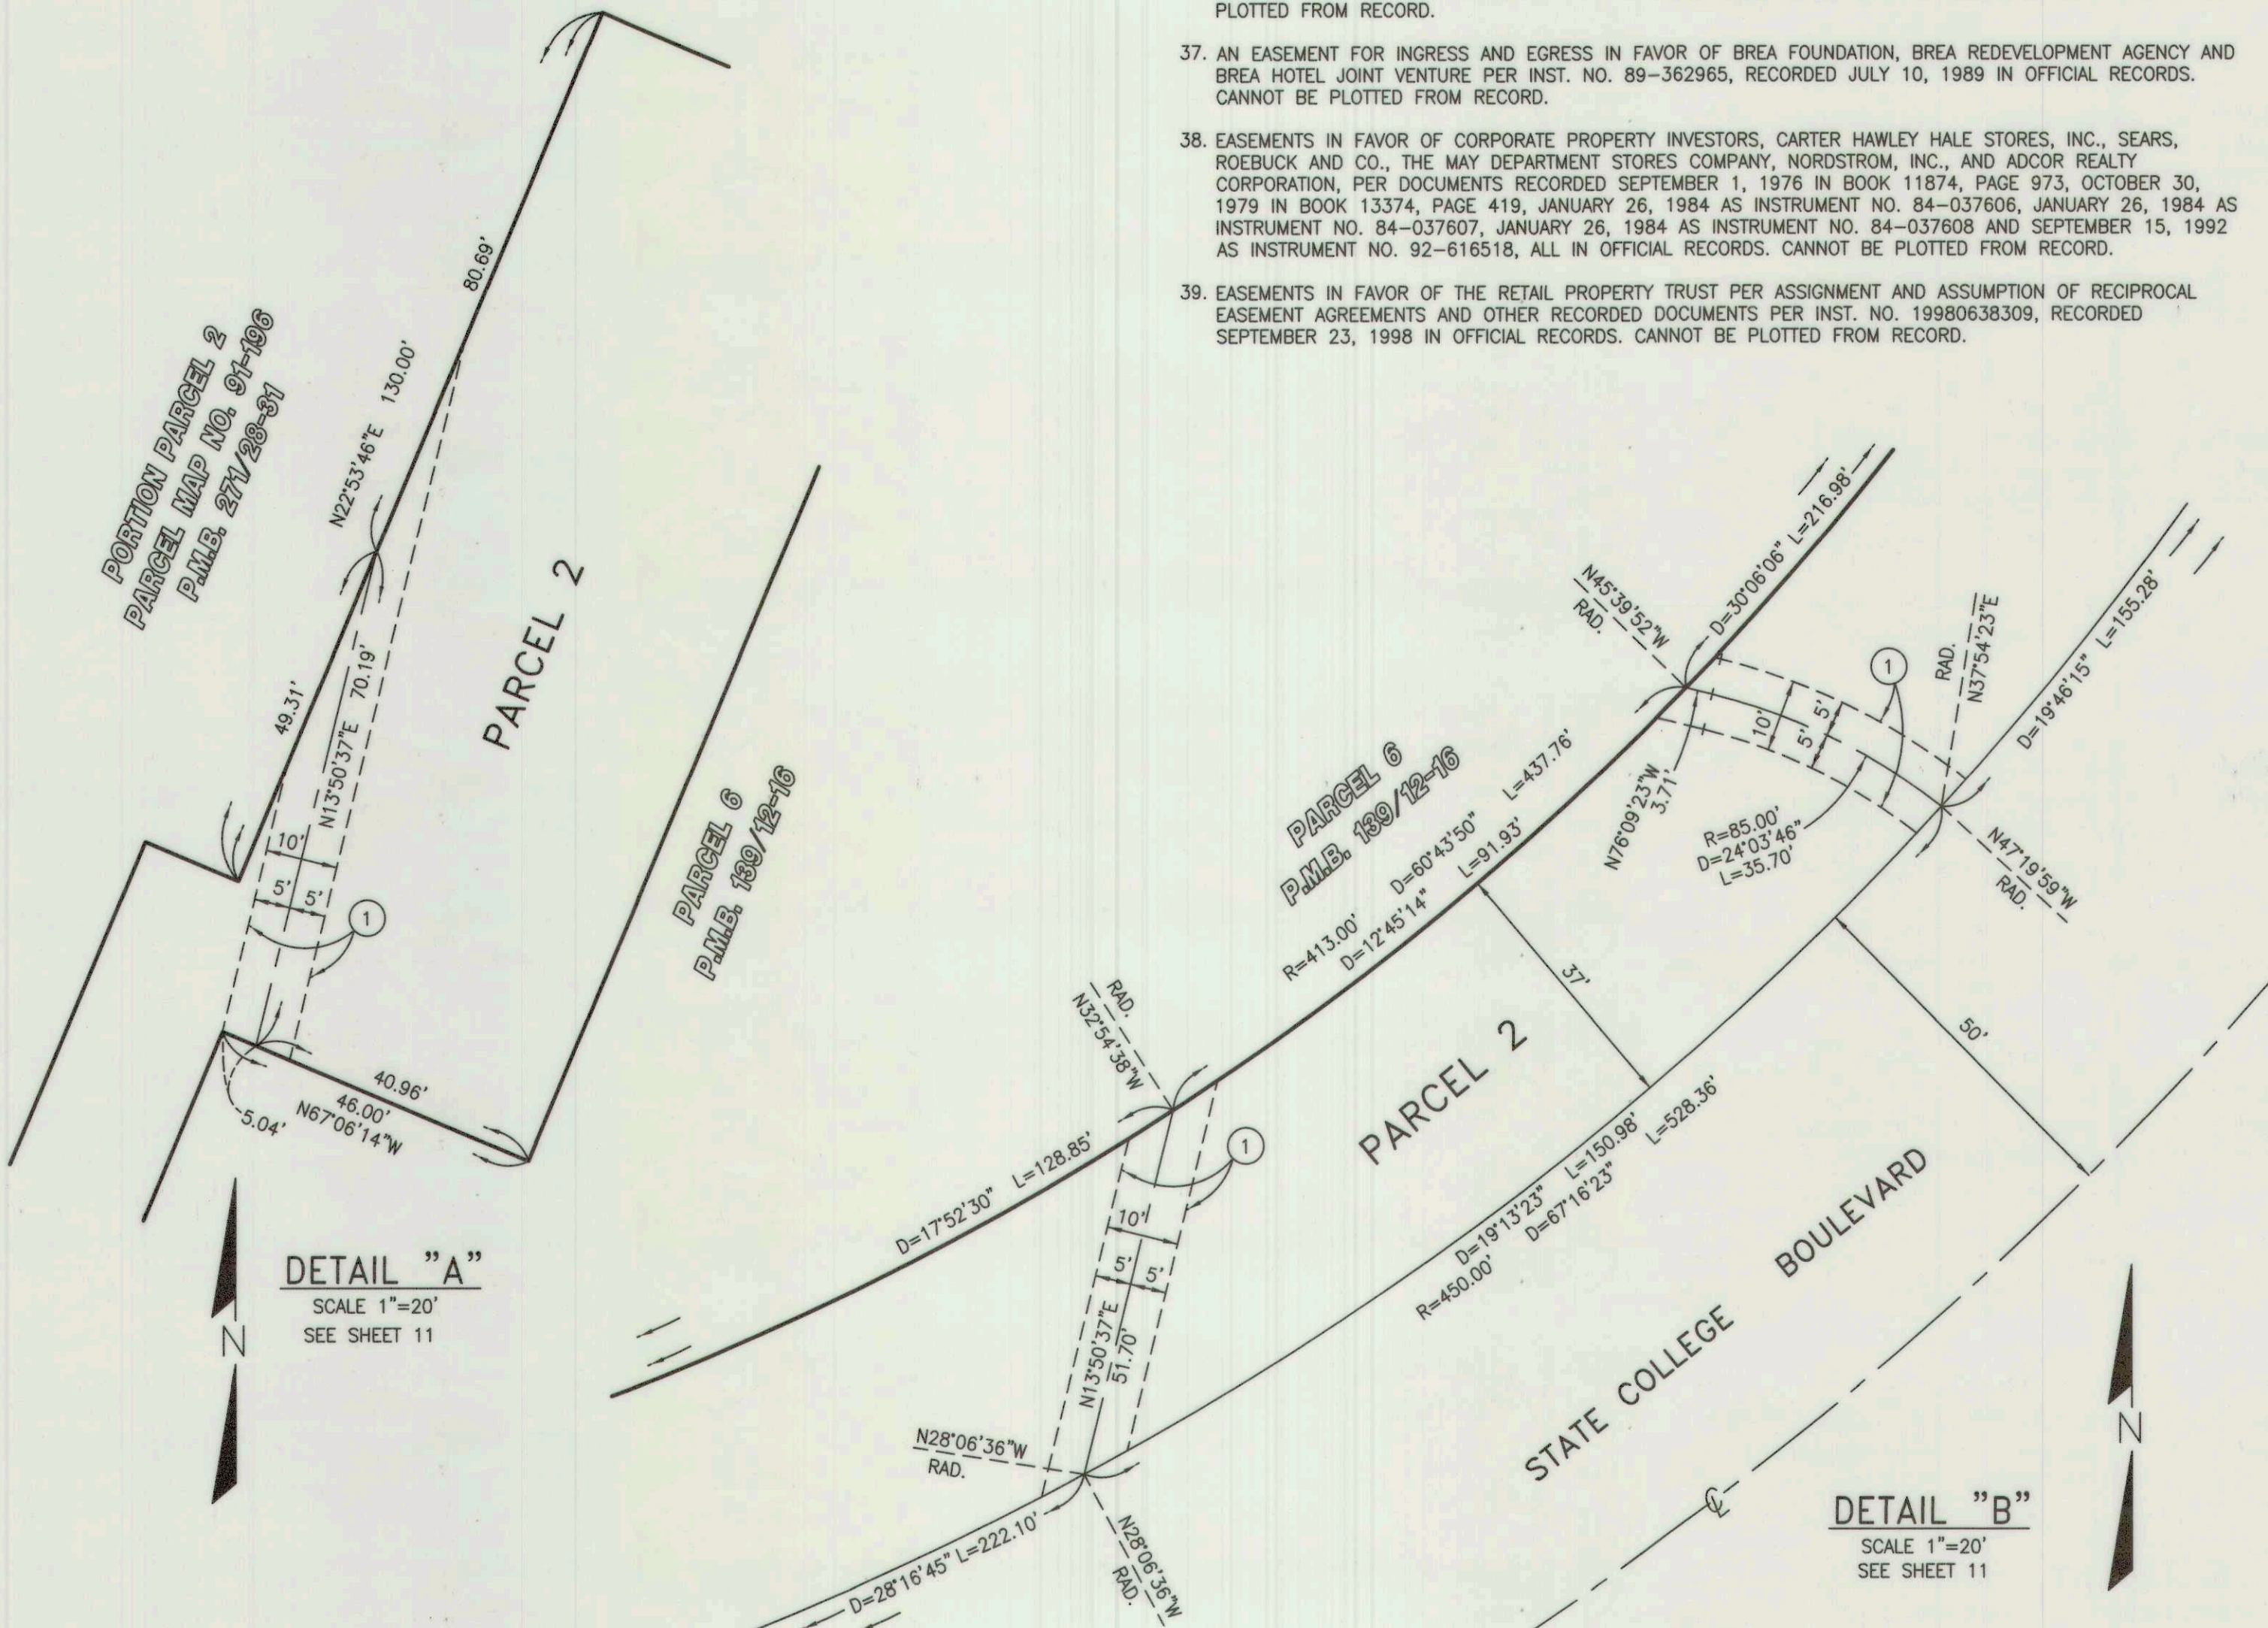 PLOTTED FROM RECORD.
37. AN EASEMENT FOR INGRESS AND EGRESS IN FAVOR OF BREA FOUNDATION, BREA REDEVELOPMENT AGENCY AND
BREA HOTEL JOINT VENTURE PER INST. NO. 89-362965, RECORDED JULY 10, 1989 IN OFFICIAL RECORDS.
CANNOT BE PLOTTED FROM RECORD.
38. EASEMENTS IN FAVOR OF CORPORATE PROPERTY INVESTORS, CARTER HAWLEY HALE STORES, INC., SEARS,
ROEBUCK AND CO., THE MAY DEPARTMENT STORES COMPANY, NORDSTROM, INC., AND ADCOR REALTY
CORPORATION, PER DOCUMENTS RECORDED SEPTEMBER 1, 1976 IN BOOK 11874, PAGE 973, OCTOBER 30,
1979 IN BOOK 13374, PAGE 419, JANUARY 26, 1984 AS INSTRUMENT NO. 84-037606, JANUARY 26, 1984 AS
INSTRUMENT NO. 84-037607, JANUARY 26, 1984 AS INSTRUMENT NO. 84-037608 AND SEPTEMBER 15, 1992
AS INSTRUMENT NO. 92-616518, ALL IN OFFICIAL RECORDS. CANNOT BE PLOTTED FROM RECORD.
39. EASEMENTS IN FAVOR OF THE RETAIL PROPERTY TRUST PER ASSIGNMENT AND ASSUMPTION OF RECIPROCAL
EASEMENT AGREEMENTS AND OTHER RECORDED DOCUMENTS PER INST. NO. 19980638309, RECORDED
SEPTEMBER 23, 1998 IN OFFICIAL RECORDS. CANNOT BE PLOTTED FROM RECORD.
80.69'
PORTION PARCEL 2
PARCEL MAP NO. 91-196
P.M.B. 271/28-31
N22°53'46"E 130.00'
49.31'
N13°50'37"E 70.19'
PARCEL 2
PARCEL 6
P.M.B. 139/12-16
10'
5'
5'
1
40.96'
46.00'
N67°06'14"W
5.04'
DETAIL "A"
SCALE 1"=20'
SEE SHEET 11
N
D=30°06'06" L=216.98'
N45°39'52"W
RAD.
1
RAD.
N37°54'23"E
D=19°46'15" L=155.28'
10'
5'
5'
N76°09'23"W
3.71'
R=85.00'
D=24°03'46"
L=35.70'
N47°19'59"W
RAD.
PARCEL 6
P.M.B. 139/12-16
D=60°43'50" L=437.76'
R=413.00'
D=12°45'14" L=91.93'
37'
50'
RAD.
N32°54'38"W
PARCEL 2
1
D=17°52'30" L=128.85'
10'
5'
5'
N13°50'37"E
51.70'
D=19°13'23" L=150.98'
R=450.00'
D=67°16'23" L=528.36'
STATE COLLEGE BOULEVARD
N28°06'36"W
RAD.
N28°06'36"W
RAD.
D=28°16'45" L=222.10'
CL
DETAIL "B"
SCALE 1"=20'
SEE SHEET 11
N